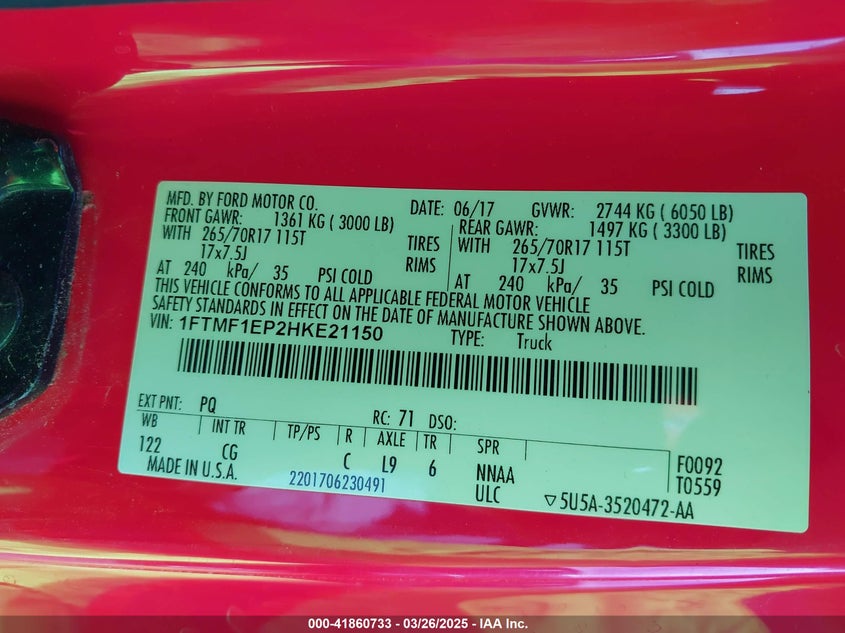 MFD. BY FORD MOTOR CO. DATE: 06/17 GVWR: 2744 KG ( 6050 LB)
FRONT GAWR: 1361 KG ( 3000 LB) REAR GAWR: 1497 KG ( 3300 LB)
WITH 265/70R17 115T TIRES WITH 265/70R17 115T TIRES
17x7.5J RIMS 17x7.5J RIMS
AT 240 kPa/ 35 PSI COLD AT 240 kPa/ 35 PSI COLD
THIS VEHICLE CONFORMS TO ALL APPLICABLE FEDERAL MOTOR VEHICLE
SAFETY STANDARDS IN EFFECT ON THE DATE OF MANUFACTURE SHOWN ABOVE.
VIN: 1FTMF1EP2HKE21150 TYPE: Truck
EXT PNT: PQ RC: 71 DSO:
WB INT TR TP/PS R AXLE TR SPR
122 CG C L9 6 NNAA F0092
MADE IN U.S.A. 2201706230491 ULC T0559
▽5U5A-3520472-AA
000-41860733 - 03/26/2025 - IAA Inc.